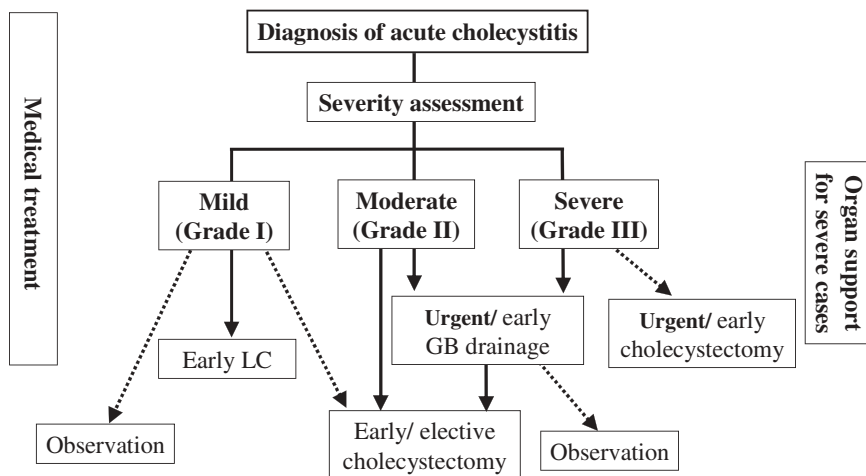 Diagnosis of acute cholecystitis
Severity assessment
Medical treatment
Organ support
for severe cases
Mild
(Grade I)
Moderate
(Grade II)
Severe
(Grade III)
Early LC
Urgent/ early
GB drainage
Urgent/ early
cholecystectomy
Observation
Early/ elective
cholecystectomy
Observation